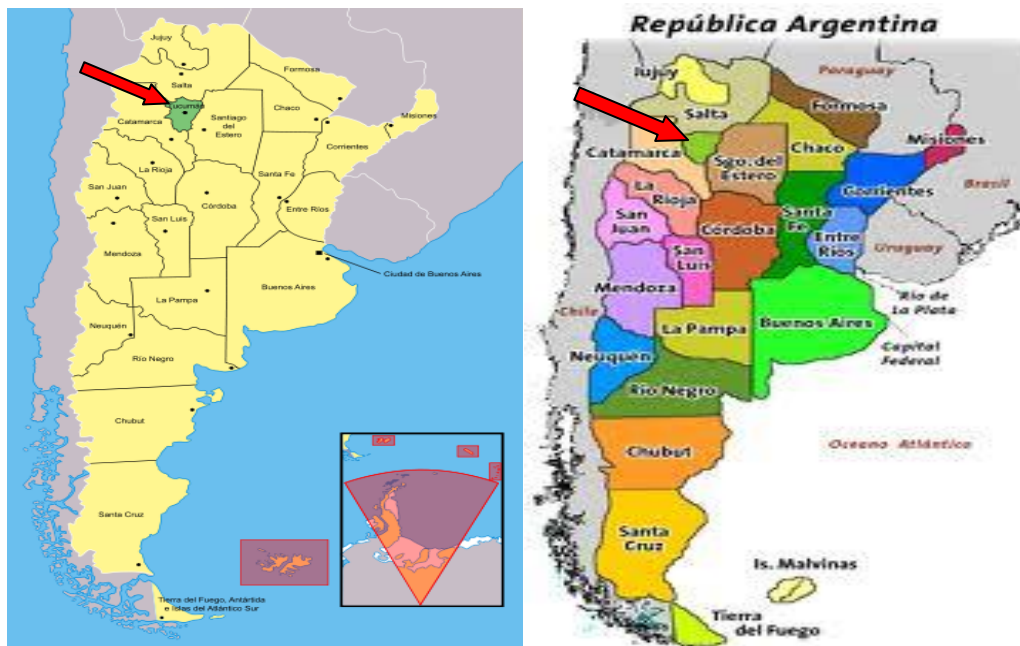 Jujuy
Salta
Formosa
Tucumán
Catamarca
Santiago
del
Estero
Chaco
Misiones
Corrientes
La Rioja
San Juan
Santa Fe
Córdoba
Entre Ríos
San Luis
Mendoza
Ciudad de Buenos Aires
Buenos Aires
La Pampa
Neuquén
Río Negro
Chubut
Santa Cruz
Tierra del Fuego, Antártida
e Islas del Atlántico Sur
República Argentina
Jujuy
Paraguay
Salta
Formosa
Misiones
Catamarca
Sgo. del
Estero
Chaco
Corrientes
Brasil
La
Rioja
San
Juan
Córdoba
Santa
Fe
Entre
Ríos
Uruguay
San
Luis
Mendoza
Río de
La Plata
Chile
La Pampa
Buenos Aires
Capital
Federal
Neuquén
Río Negro
Chubut
Oceano Atlántico
Santa
Cruz
Is. Malvinas
Tierra
del Fuego